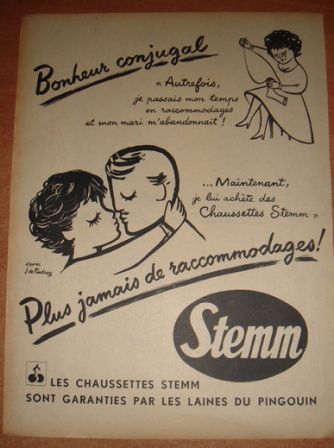 Bonheur conjugal
« Autrefois,
je passais mon temps
en raccommodages
et mon mari m'abandonnait !
... Maintenant,
je lui achète des
Chaussettes Stemm »
d'après
Plus jamais de raccommodages!
Stemm
LES CHAUSSETTES STEMM
SONT GARANTIES PAR LES LAINES DU PINGOUIN